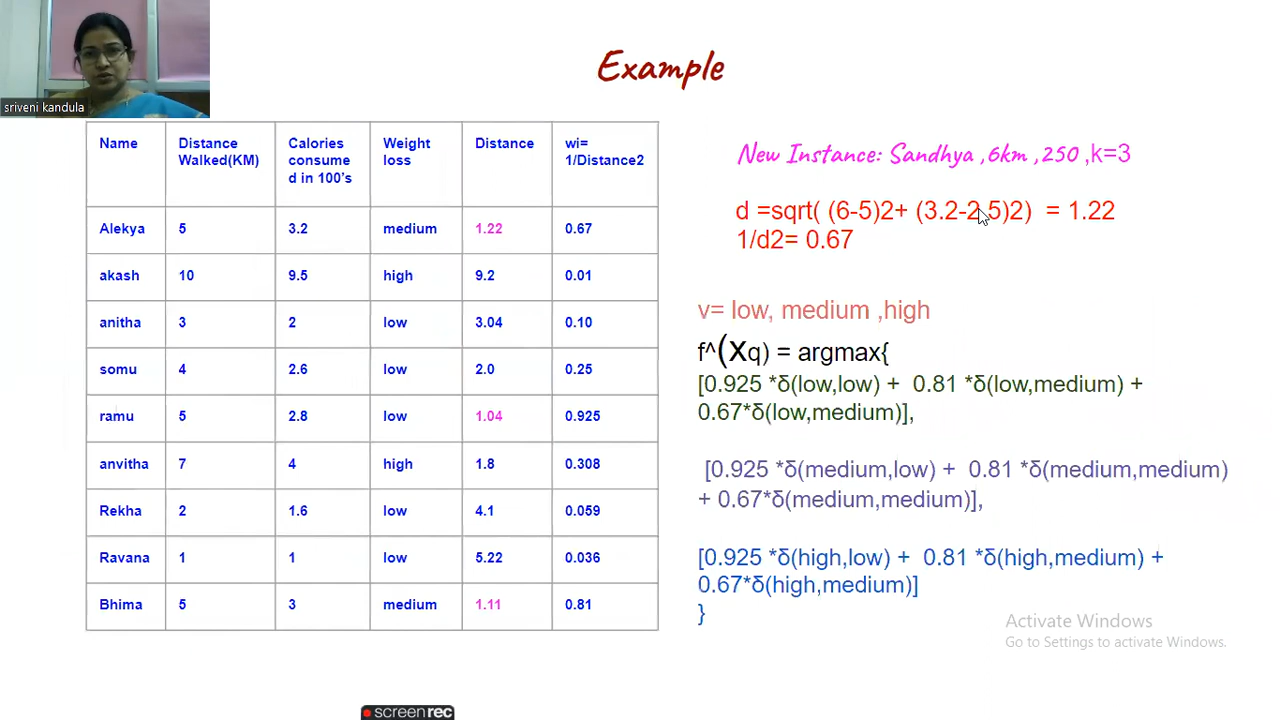 sriveni kandula
Example
Name
Distance
Walked(KM)
Calories
consume
d in 100's
Weight
loss
Distance
wi=
1/Distance2
Alekya 5 3.2 medium 1.22 0.67
akash 10 9.5 high 9.2 0.01
anitha 3 2 low 3.04 0.10
somu 4 2.6 low 2.0 0.25
ramu 5 2.8 low 1.04 0.925
anvitha 7 4 high 1.8 0.308
Rekha 2 1.6 low 4.1 0.059
Ravana 1 1 low 5.22 0.036
Bhima 5 3 medium 1.11 0.81
New Instance: Sandhya ,6km ,250 ,k=3
d =sqrt( (6-5)2+ (3.2-2.5)2) = 1.22
1/d2= 0.67
v= low, medium ,high
f^(xq) = argmax{
[0.925 *δ(low,low) + 0.81 *δ(low,medium) +
0.67*δ(low,medium)],
[0.925 *δ(medium,low) + 0.81 *δ(medium,medium)
+ 0.67*δ(medium,medium)],
[0.925 *δ(high,low) + 0.81 *δ(high,medium) +
0.67*δ(high,medium)]
}
Activate Windows
Go to Settings to activate Windows.
screenrec